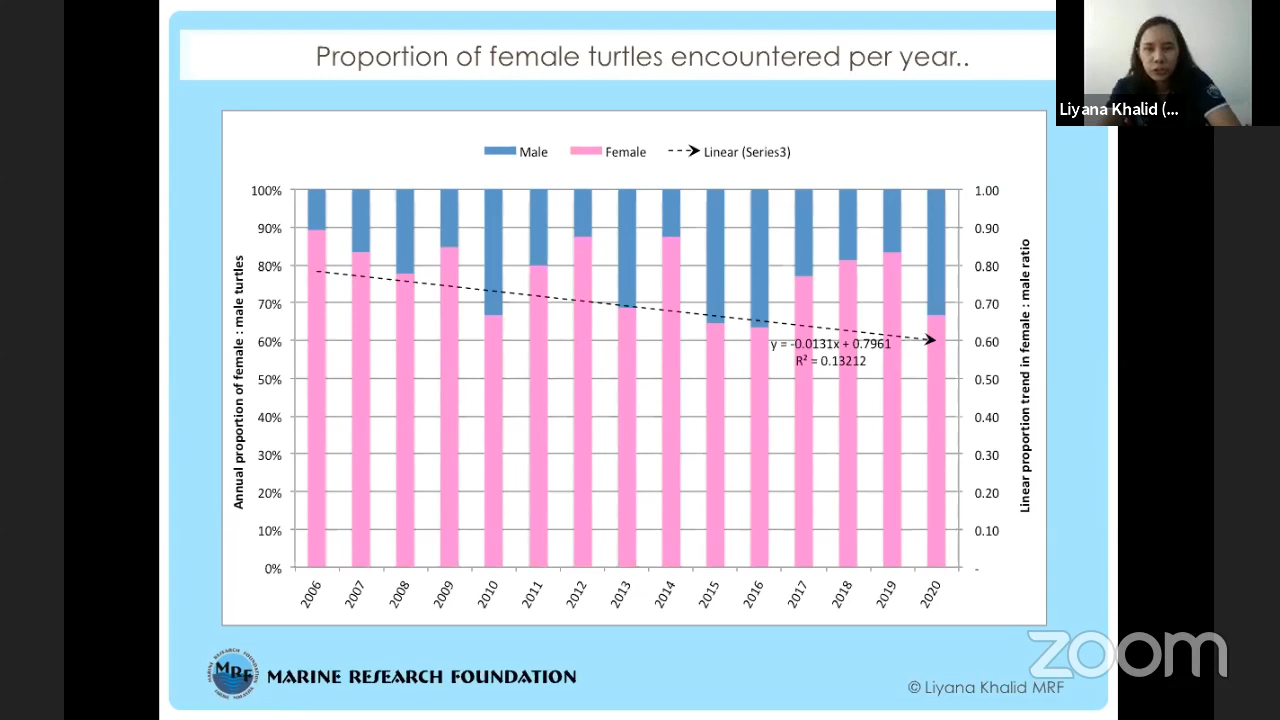 Proportion of female turtles encountered per year..
Liyana Khalid (...
Male
Female
Linear (Series3)
Annual proportion of female : male turtles
100%
90%
80%
70%
60%
50%
40%
30%
20%
10%
0%
1.00
0.90
0.80
0.70
0.60
0.50
0.40
0.30
0.20
0.10
-
Linear proportion trend in female : male ratio
y = -0.0131x + 0.7961
R² = 0.13212
2006
2007
2008
2009
2010
2011
2012
2013
2014
2015
2016
2017
2018
2019
2020
MRF
MARINE RESEARCH FOUNDATION
© Liyana Khalid MRF
zoom